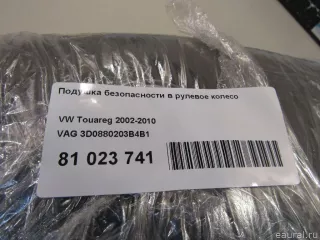 Подушка безопасности в рулевое колесо
VW Touareg 2002-2010
VAG 3D0880203B4B1
81 023 741
© eaural.ru